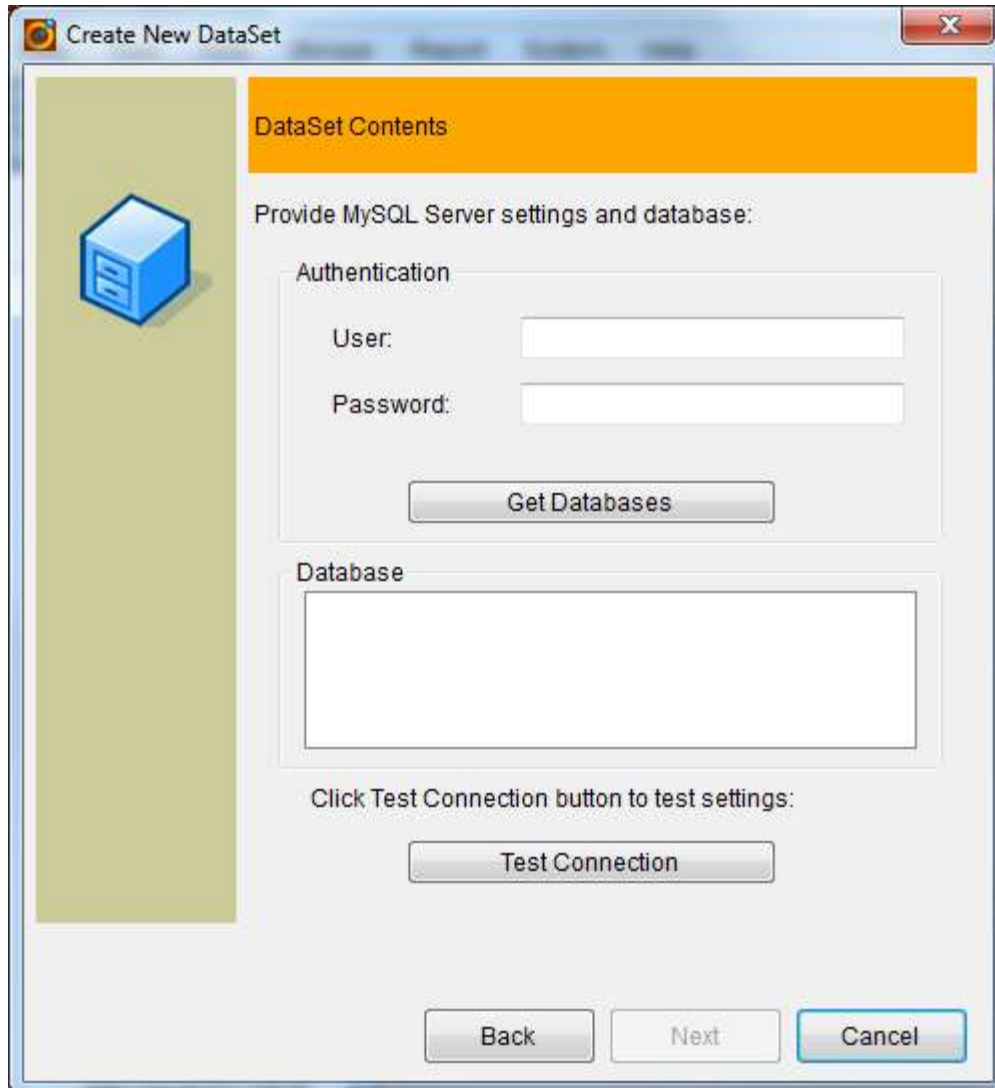 Create New DataSet
DataSet Contents
Provide MySQL Server settings and database:
Authentication
User:
Password:
Get Databases
Database
Click Test Connection button to test settings:
Test Connection
Back
Next
Cancel